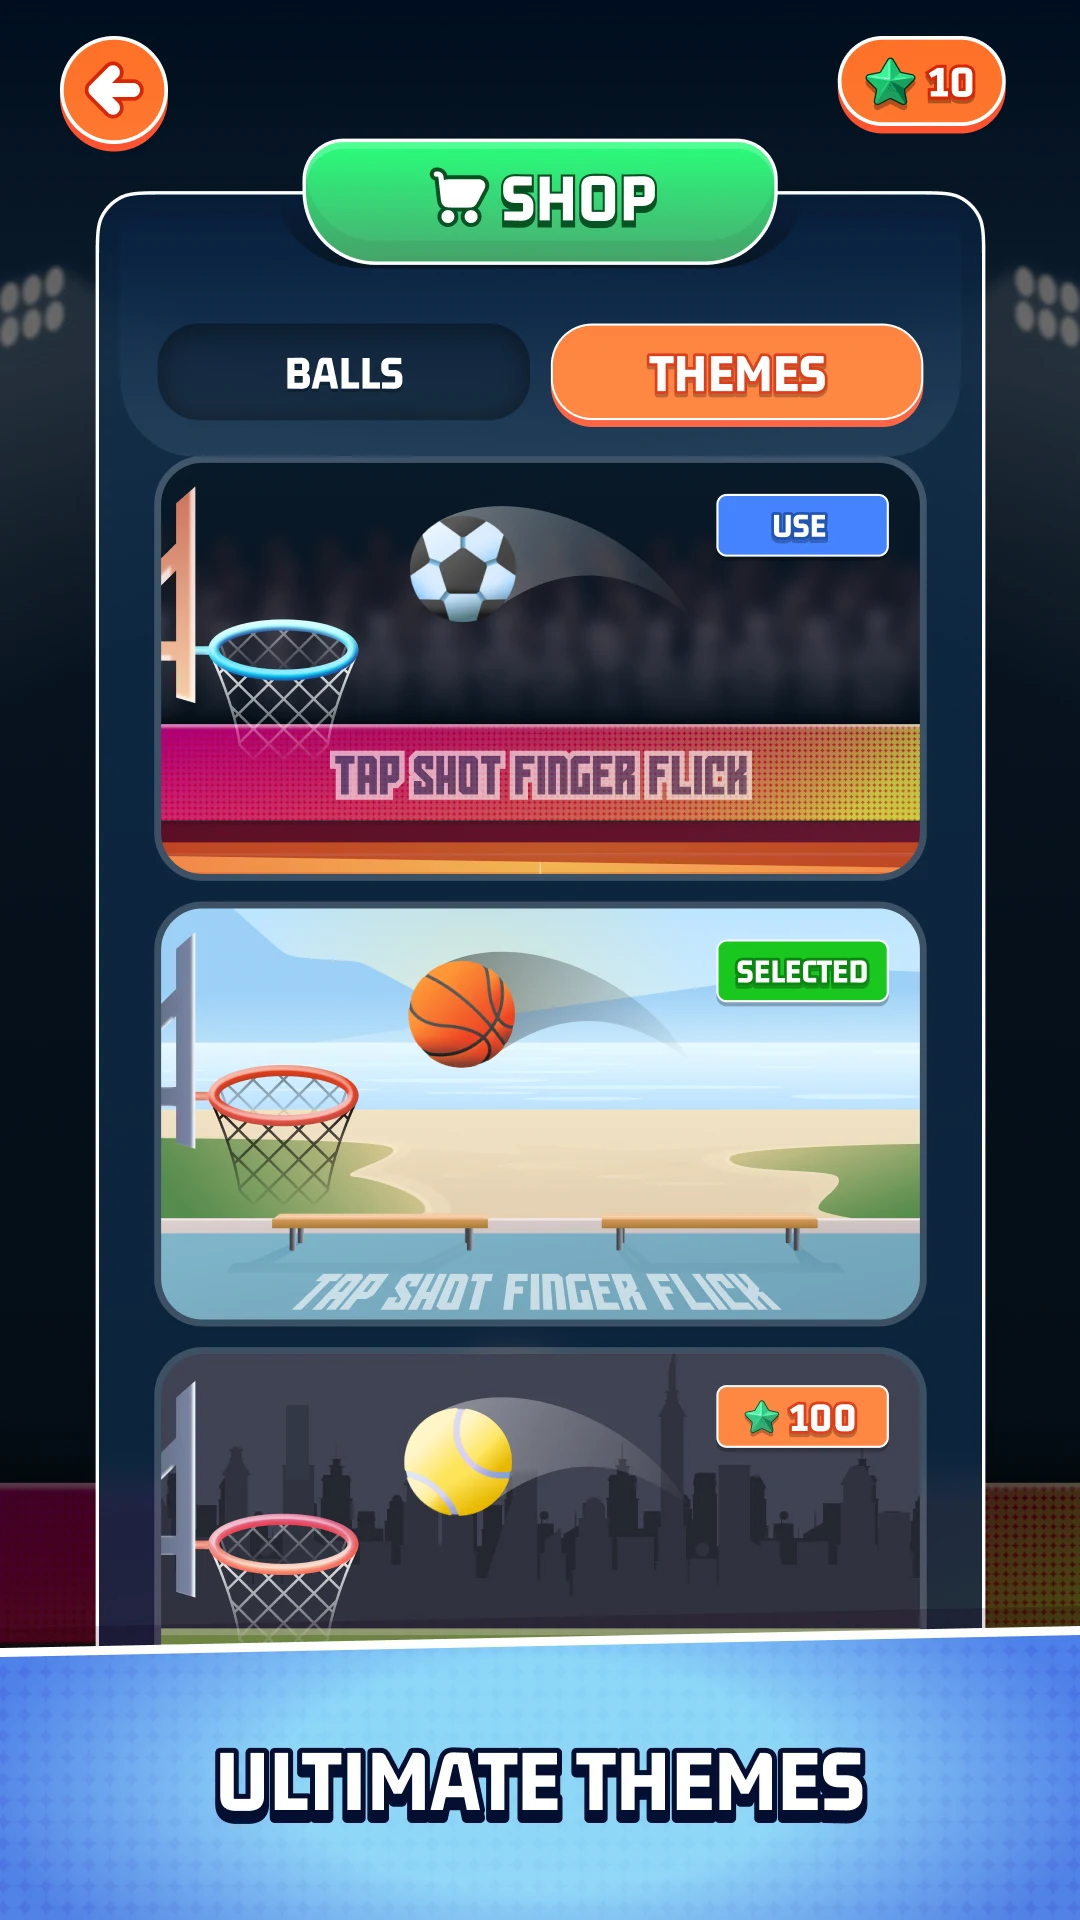 10
SHOP
BALLS
THEMES
USE
TAP SHOT FINGER FLICK
SELECTED
TAP SHOT FINGER FLICK
100
ULTIMATE THEMES